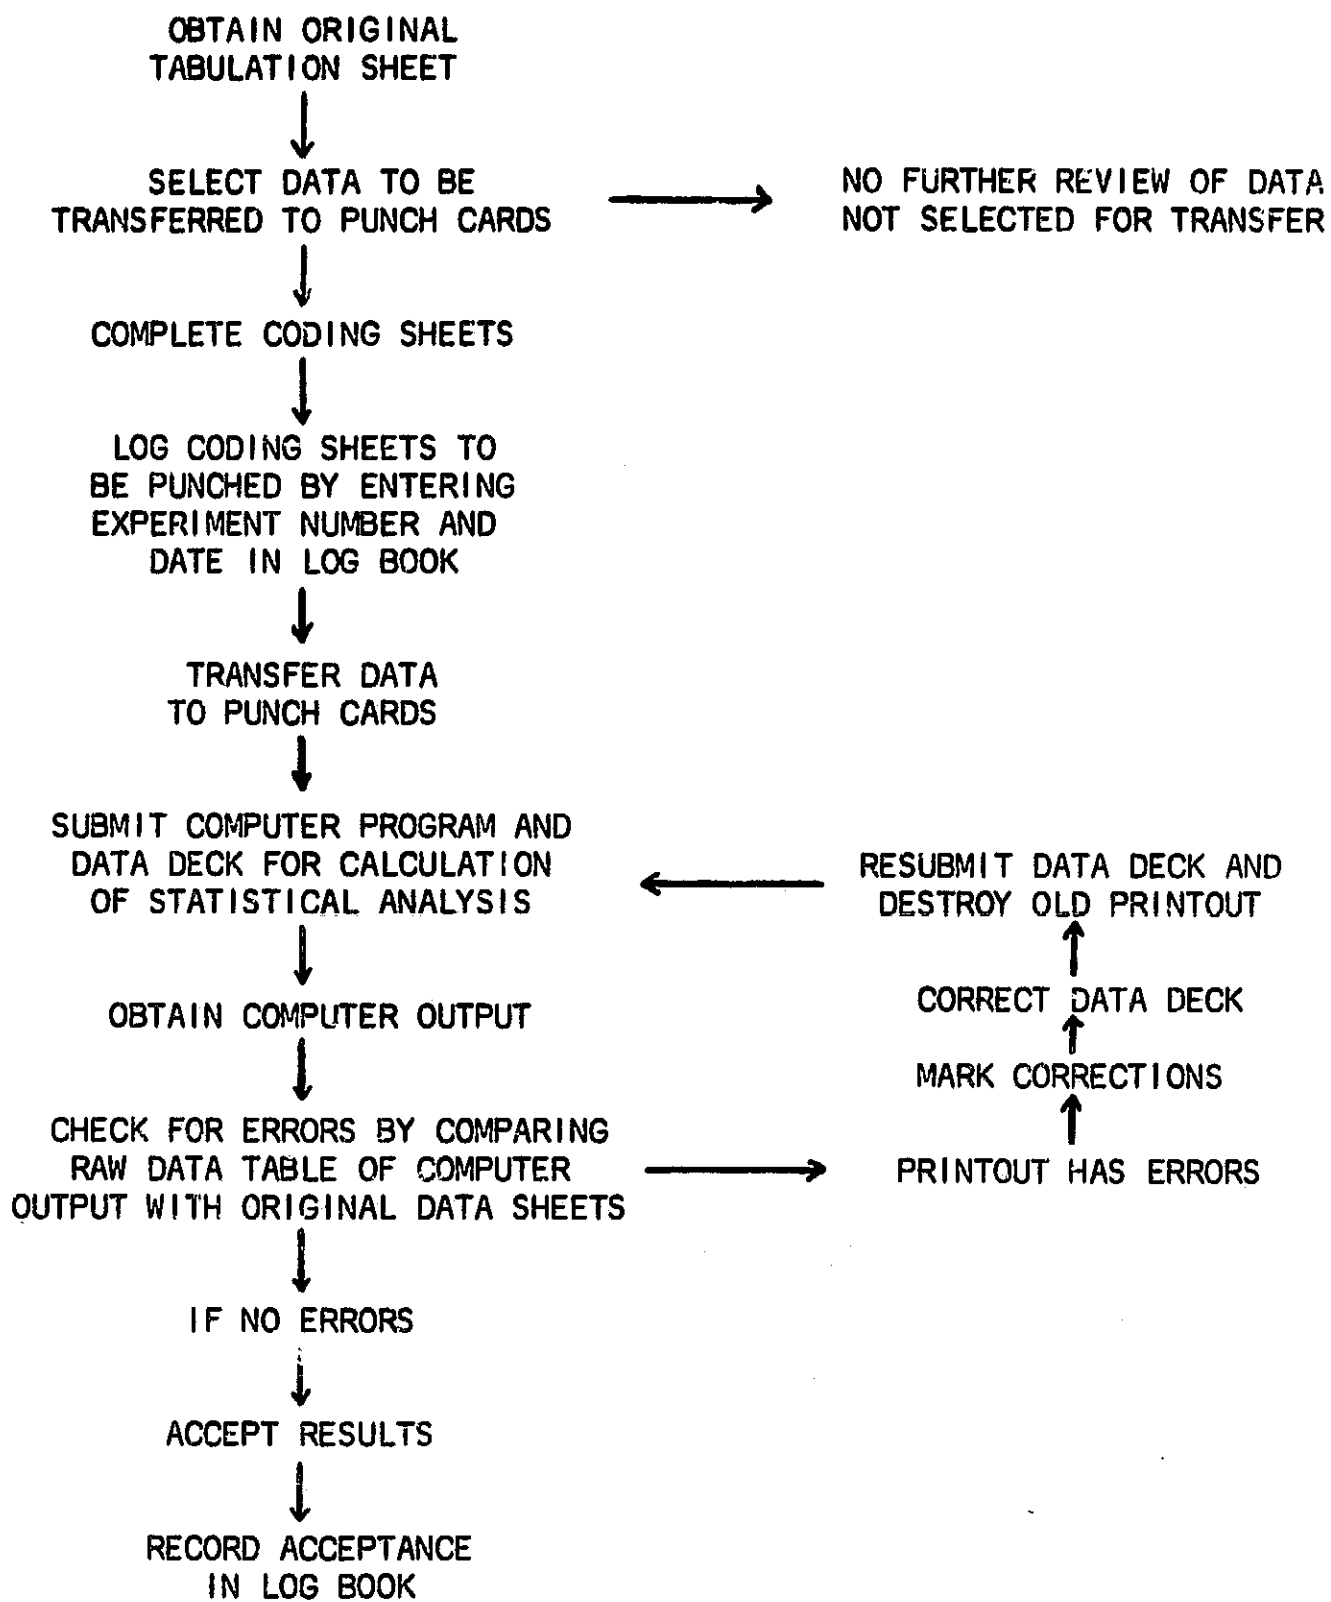 OBTAIN ORIGINAL
TABULATION SHEET
SELECT DATA TO BE
TRANSFERRED TO PUNCH CARDS
NO FURTHER REVIEW OF DATA
NOT SELECTED FOR TRANSFER
COMPLETE CODING SHEETS
LOG CODING SHEETS TO
BE PUNCHED BY ENTERING
EXPERIMENT NUMBER AND
DATE IN LOG BOOK
TRANSFER DATA
TO PUNCH CARDS
SUBMIT COMPUTER PROGRAM AND
DATA DECK FOR CALCULATION
OF STATISTICAL ANALYSIS
RESUBMIT DATA DECK AND
DESTROY OLD PRINTOUT
OBTAIN COMPUTER OUTPUT
CORRECT DATA DECK
MARK CORRECTIONS
CHECK FOR ERRORS BY COMPARING
RAW DATA TABLE OF COMPUTER
OUTPUT WITH ORIGINAL DATA SHEETS
PRINTOUT HAS ERRORS
IF NO ERRORS
ACCEPT RESULTS
RECORD ACCEPTANCE
IN LOG BOOK